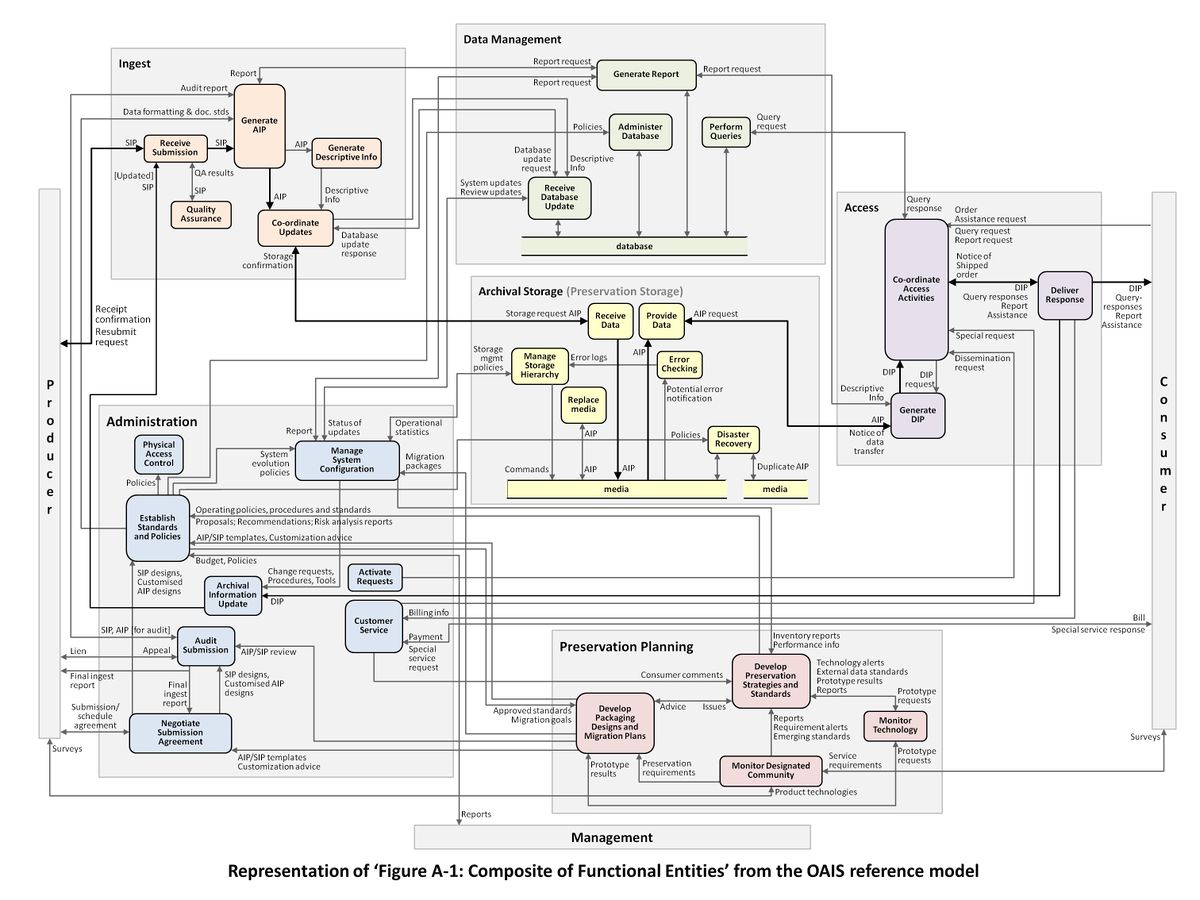 Data Management
Ingest
Report
Report request
Report request
Generate Report
Report request
Audit report
Data formatting & doc. stds
Generate
AIP
SIP
Receive
Submission
SIP
AIP
Generate
Descriptive Info
[Updated]
SIP
QA results
SIP
Quality
Assurance
AIP
Descriptive
Info
Co-ordinate
Updates
Storage
confirmation
Database
update
response
Policies
Administer
Database
Perform
Queries
Query
request
Database
update
request
Descriptive
Info
System updates
Review updates
Receive
Database
Update
database
Access
Query
response
Order
Assistance request
Query request
Report request
Co-ordinate
Access
Activities
Notice of
Shipped
order
DIP
Query responses
Report
Assistance
Deliver
Response
DIP
Query-
responses
Report
Assistance
Special request
Dissemination
request
DIP
DIP
request
Descriptive
Info
Generate
DIP
AIP
Notice of
data
transfer
Archival Storage (Preservation Storage)
Storage request AIP
Receive
Data
Provide
Data
AIP request
Storage
mgmt
policies
Manage
Storage
Hierarchy
Error logs
AIP
Error
Checking
Replace
media
Potential error
notification
AIP
Policies
Disaster
Recovery
Commands
AIP
AIP
Duplicate AIP
media
media
Receipt
confirmation
Resubmit
request
Producer
Consumer
Administration
Physical
Access
Control
Policies
Report
Status of
updates
Operational
statistics
System
evolution
policies
Manage
System
Configuration
Migration
packages
Establish
Standards
and Policies
Operating policies, procedures and standards
Proposals; Recommendations; Risk analysis reports
AIP/SIP templates, Customization advice
Budget, Policies
SIP designs,
Customised
AIP designs
Archival
Information
Update
Change requests,
Procedures, Tools
DIP
Activate
Requests
Customer
Service
Billing info
Payment
Special
service
request
Bill
Special service response
SIP, AIP [for audit]
Audit
Submission
AIP/SIP review
Lien
Appeal
Final ingest
report
Final
ingest
report
SIP designs,
Customised AIP
designs
Submission/
schedule
agreement
Negotiate
Submission
Agreement
AIP/SIP templates
Customization advice
Surveys
Preservation Planning
Inventory reports
Performance info
Consumer comments
Develop
Preservation
Strategies and
Standards
Technology alerts
External data standards
Prototype results
Reports
Prototype
requests
Approved standards
Migration goals
Develop
Packaging
Designs and
Migration Plans
Advice
Issues
Monitor
Technology
Reports
Requirement alerts
Emerging standards
Prototype
requests
Prototype
results
Preservation
requirements
Monitor Designated
Community
Service
requirements
Product technologies
Surveys
Reports
Management
Representation of ‘Figure A-1: Composite of Functional Entities’ from the OAIS reference model